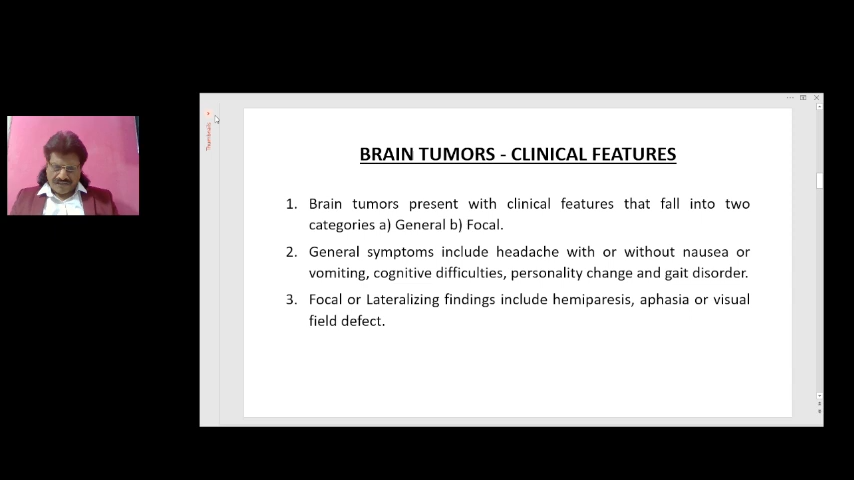 Thumbnails
BRAIN TUMORS - CLINICAL FEATURES
1. Brain tumors present with clinical features that fall into two
categories a) General b) Focal.
2. General symptoms include headache with or without nausea or
vomiting, cognitive difficulties, personality change and gait disorder.
3. Focal or Lateralizing findings include hemiparesis, aphasia or visual
field defect.